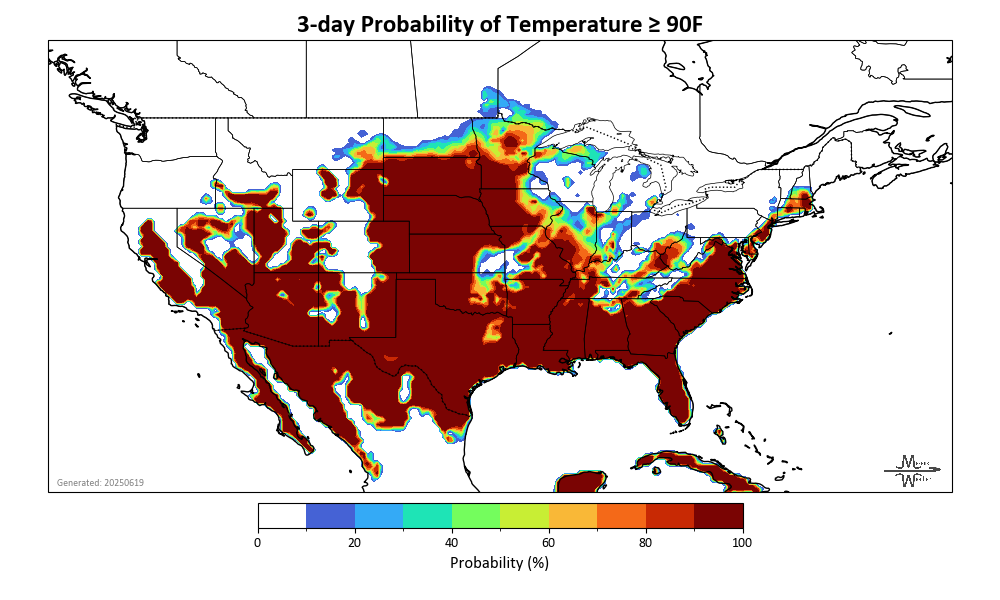 3-day Probability of Temperature ≥ 90F
Generated: 20250619
0 20 40 60 80 100
Probability (%)